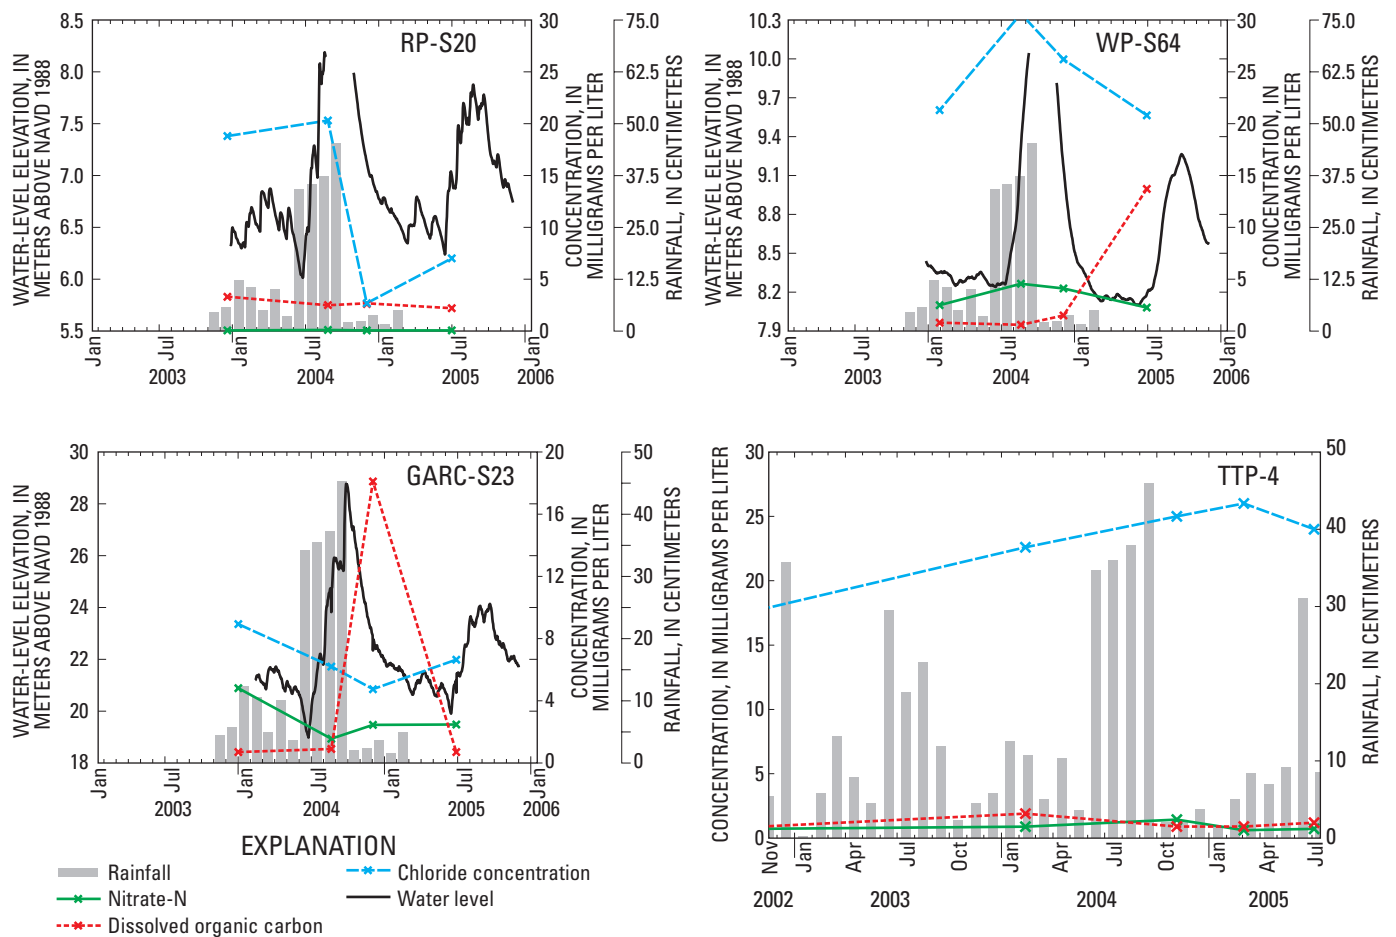 RP-S20
WATER-LEVEL ELEVATION, IN
METERS ABOVE NAVD 1988
8.5
8.0
7.5
7.0
6.5
6.0
5.5
30
25
20
15
10
5
0
CONCENTRATION, IN
MILLIGRAMS PER LITER
75.0
62.5
50.0
37.5
25.0
12.5
0
RAINFALL, IN CENTIMETERS
Jan Jul Jan Jul Jan Jul Jan
2003 2004 2005 2006
WP-S64
WATER-LEVEL ELEVATION, IN
METERS ABOVE NAVD 1988
10.3
10.0
9.7
9.4
9.1
8.8
8.5
8.2
7.9
30
25
20
15
10
5
0
CONCENTRATION, IN
MILLIGRAMS PER LITER
75.0
62.5
50.0
37.5
25.0
12.5
0
RAINFALL, IN CENTIMETERS
Jan Jul Jan Jul Jan Jul Jan
2003 2004 2005 2006
GARC-S23
WATER-LEVEL ELEVATION, IN
METERS ABOVE NAVD 1988
30
28
26
24
22
20
18
20
16
12
8
4
0
CONCENTRATION, IN
MILLIGRAMS PER LITER
50
40
30
20
10
0
RAINFALL, IN CENTIMETERS
Jan Jul Jan Jul Jan Jul Jan
2003 2004 2005 2006
TTP-4
CONCENTRATION, IN MILLIGRAMS PER LITER
30
25
20
15
10
5
0
50
40
30
20
10
0
RAINFALL, IN CENTIMETERS
Nov Jan Apr Jul Oct Jan Apr Jul Oct Jan Apr Jul
2002 2003 2004 2005
EXPLANATION
Rainfall
Nitrate-N
Dissolved organic carbon
Chloride concentration
Water level